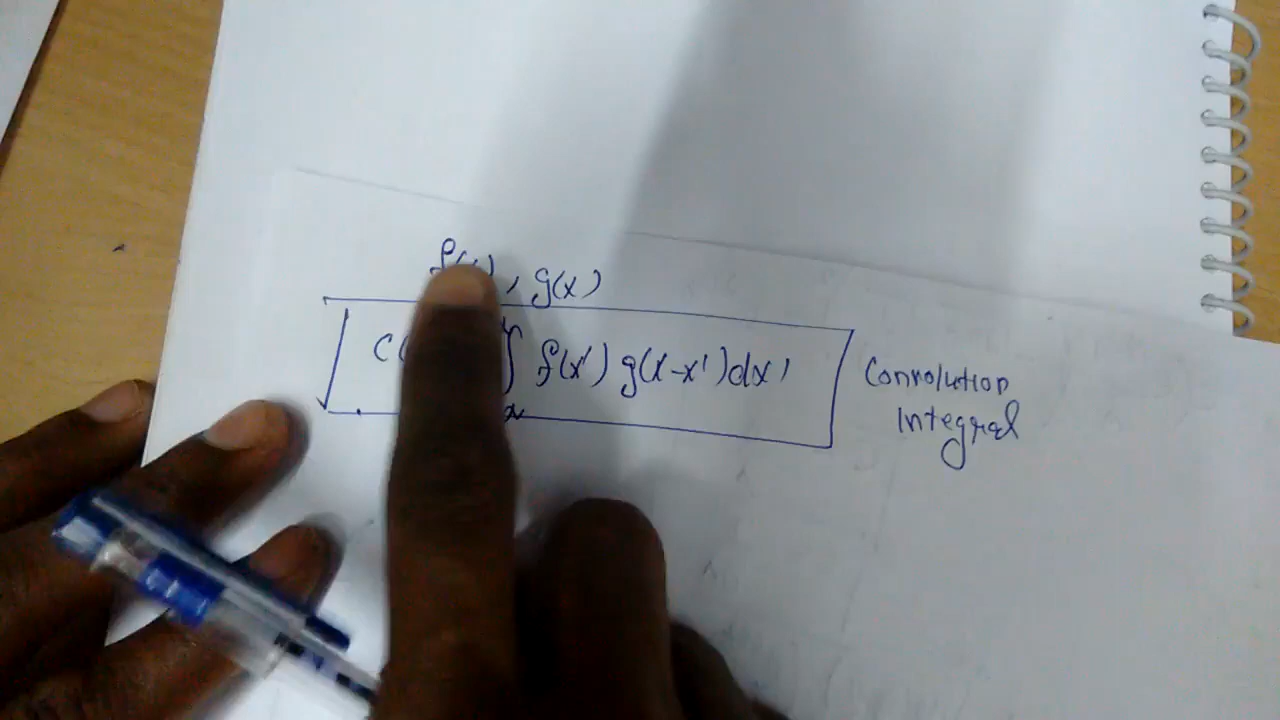 f(x), g(x)
C( ∫ f(x') g(x-x')dx'
Convolution
Integral